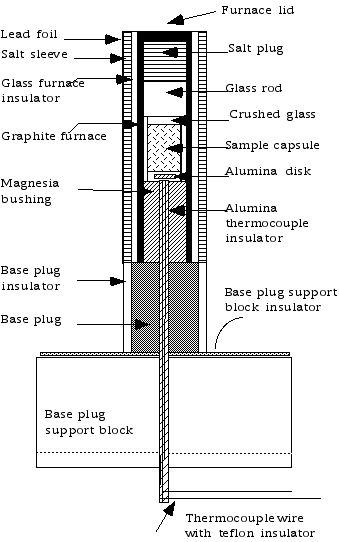 Furnace lid
Lead foil
Salt sleeve
Salt plug
Glass furnace
insulator
Glass rod
Crushed glass
Graphite furnace
Sample capsule
Alumina disk
Magnesia
bushing
Alumina
thermocouple
insulator
Base plug
insulator
Base plug support
block insulator
Base plug
Base plug
support block
Thermocouple wire
with teflon insulator